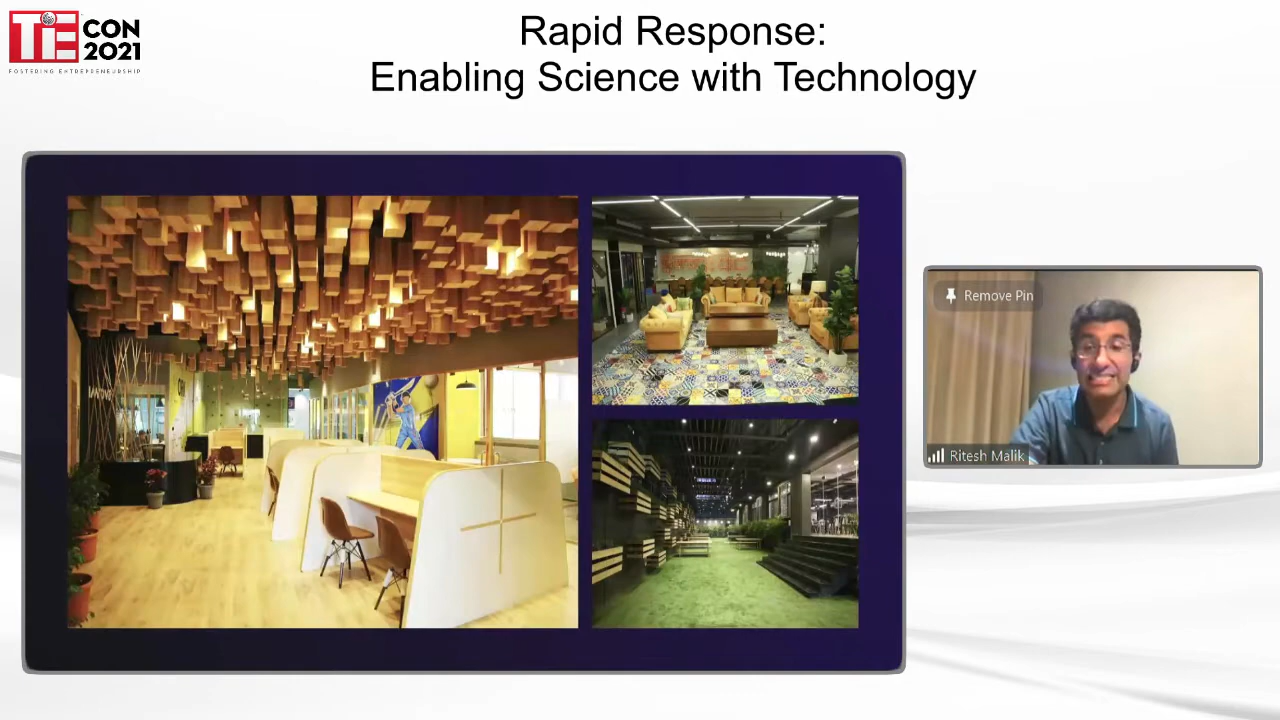 TiE
CON
2021
FOSTERING ENTREPRENEURSHIP
Rapid Response:
Enabling Science with Technology
Remove Pin
Ritesh Malik